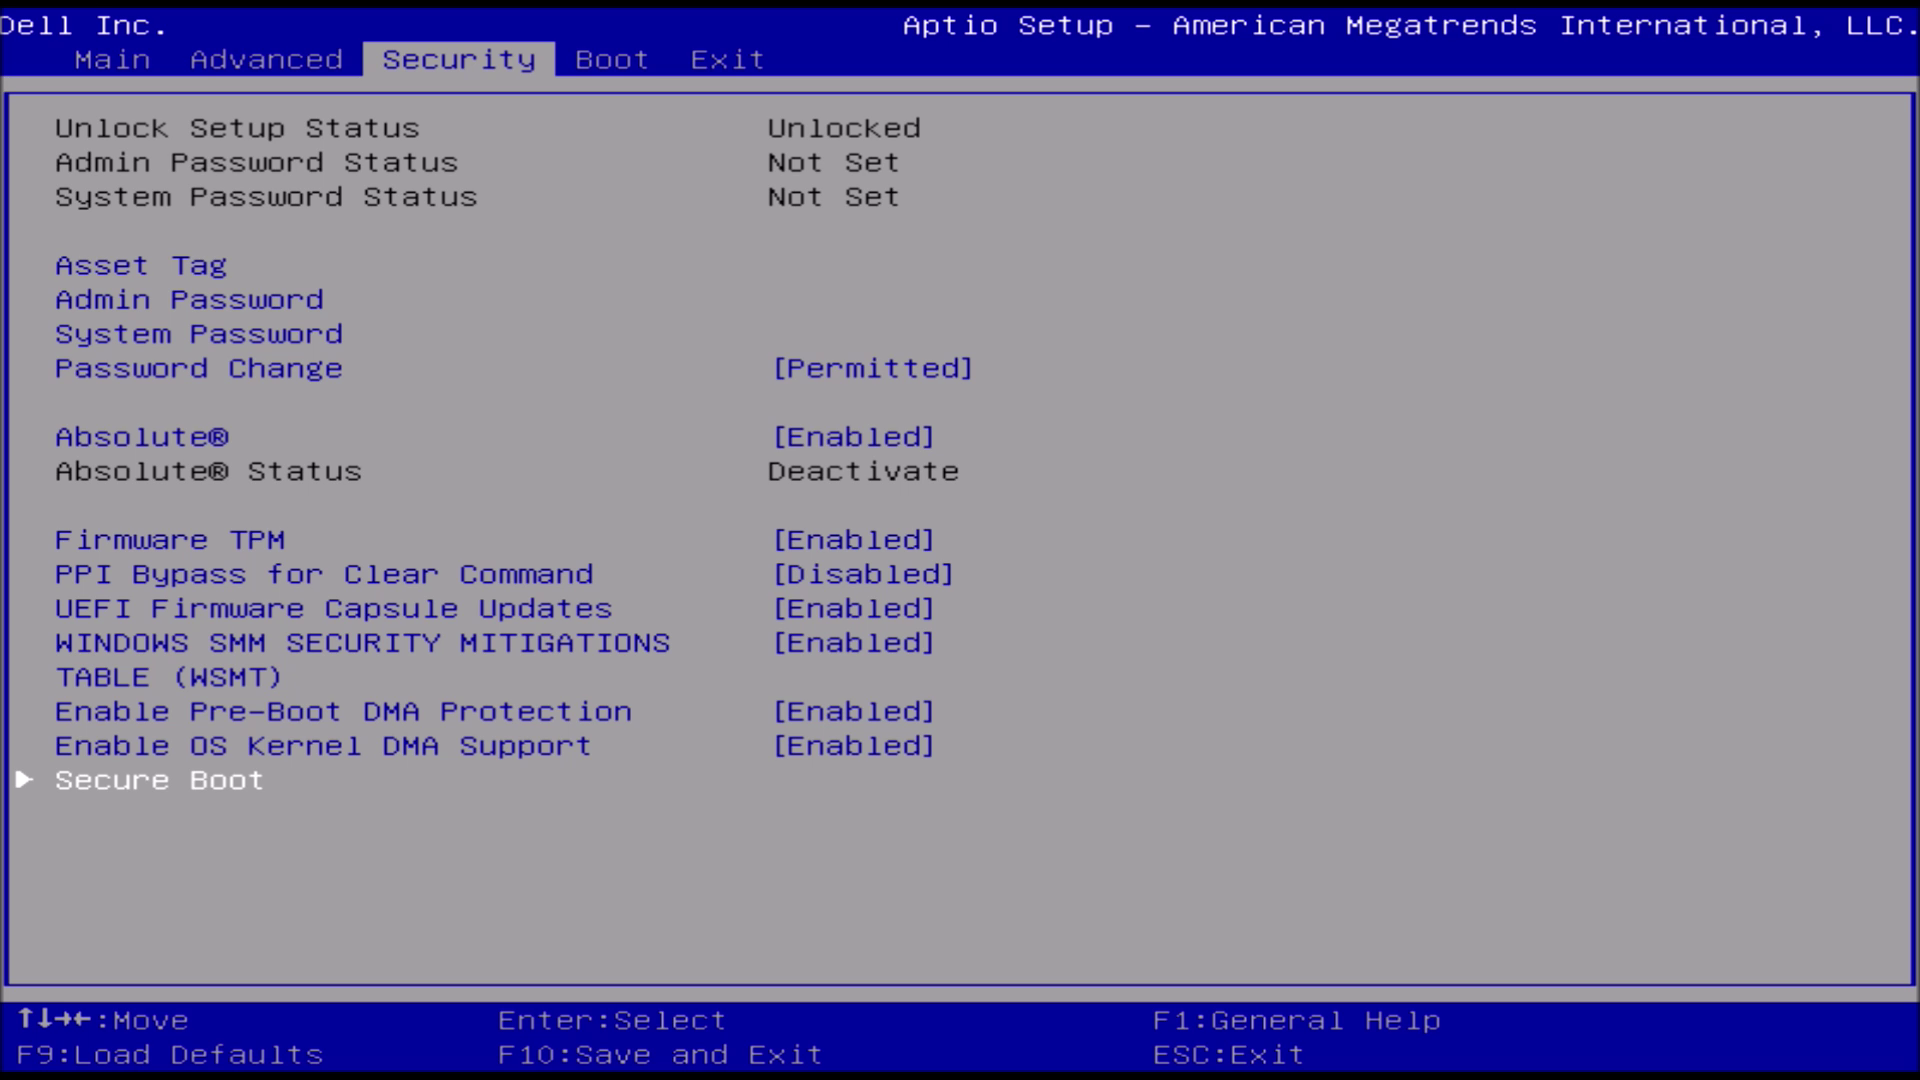 Dell Inc. Aptio Setup - American Megatrends International, LLC.
Main Advanced Security Boot Exit
Unlock Setup Status Unlocked
Admin Password Status Not Set
System Password Status Not Set
Asset Tag
Admin Password
System Password
Password Change [Permitted]
Absolute® [Enabled]
Absolute® Status Deactivate
Firmware TPM [Enabled]
PPI Bypass for Clear Command [Disabled]
UEFI Firmware Capsule Updates [Enabled]
WINDOWS SMM SECURITY MITIGATIONS [Enabled]
TABLE (WSMT)
Enable Pre-Boot DMA Protection [Enabled]
Enable OS Kernel DMA Support [Enabled]
▶ Secure Boot
↑↓→←:Move Enter:Select F1:General Help
F9:Load Defaults F10:Save and Exit ESC:Exit